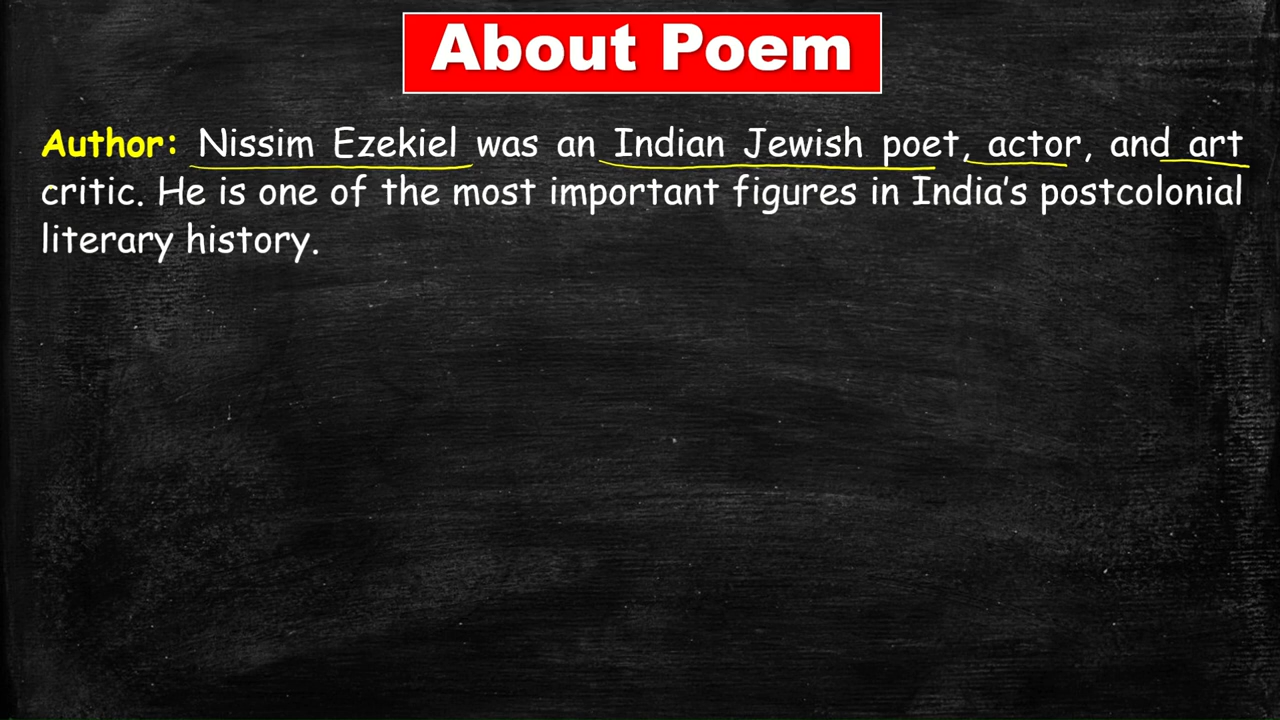 About Poem
Author: Nissim Ezekiel was an Indian Jewish poet, actor, and art
critic. He is one of the most important figures in India’s postcolonial
literary history.